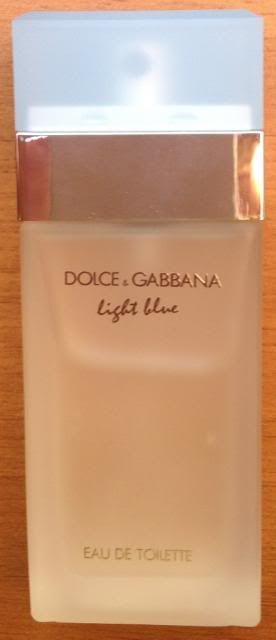 DOLCE & GABBANA
light blue
EAU DE TOILETTE